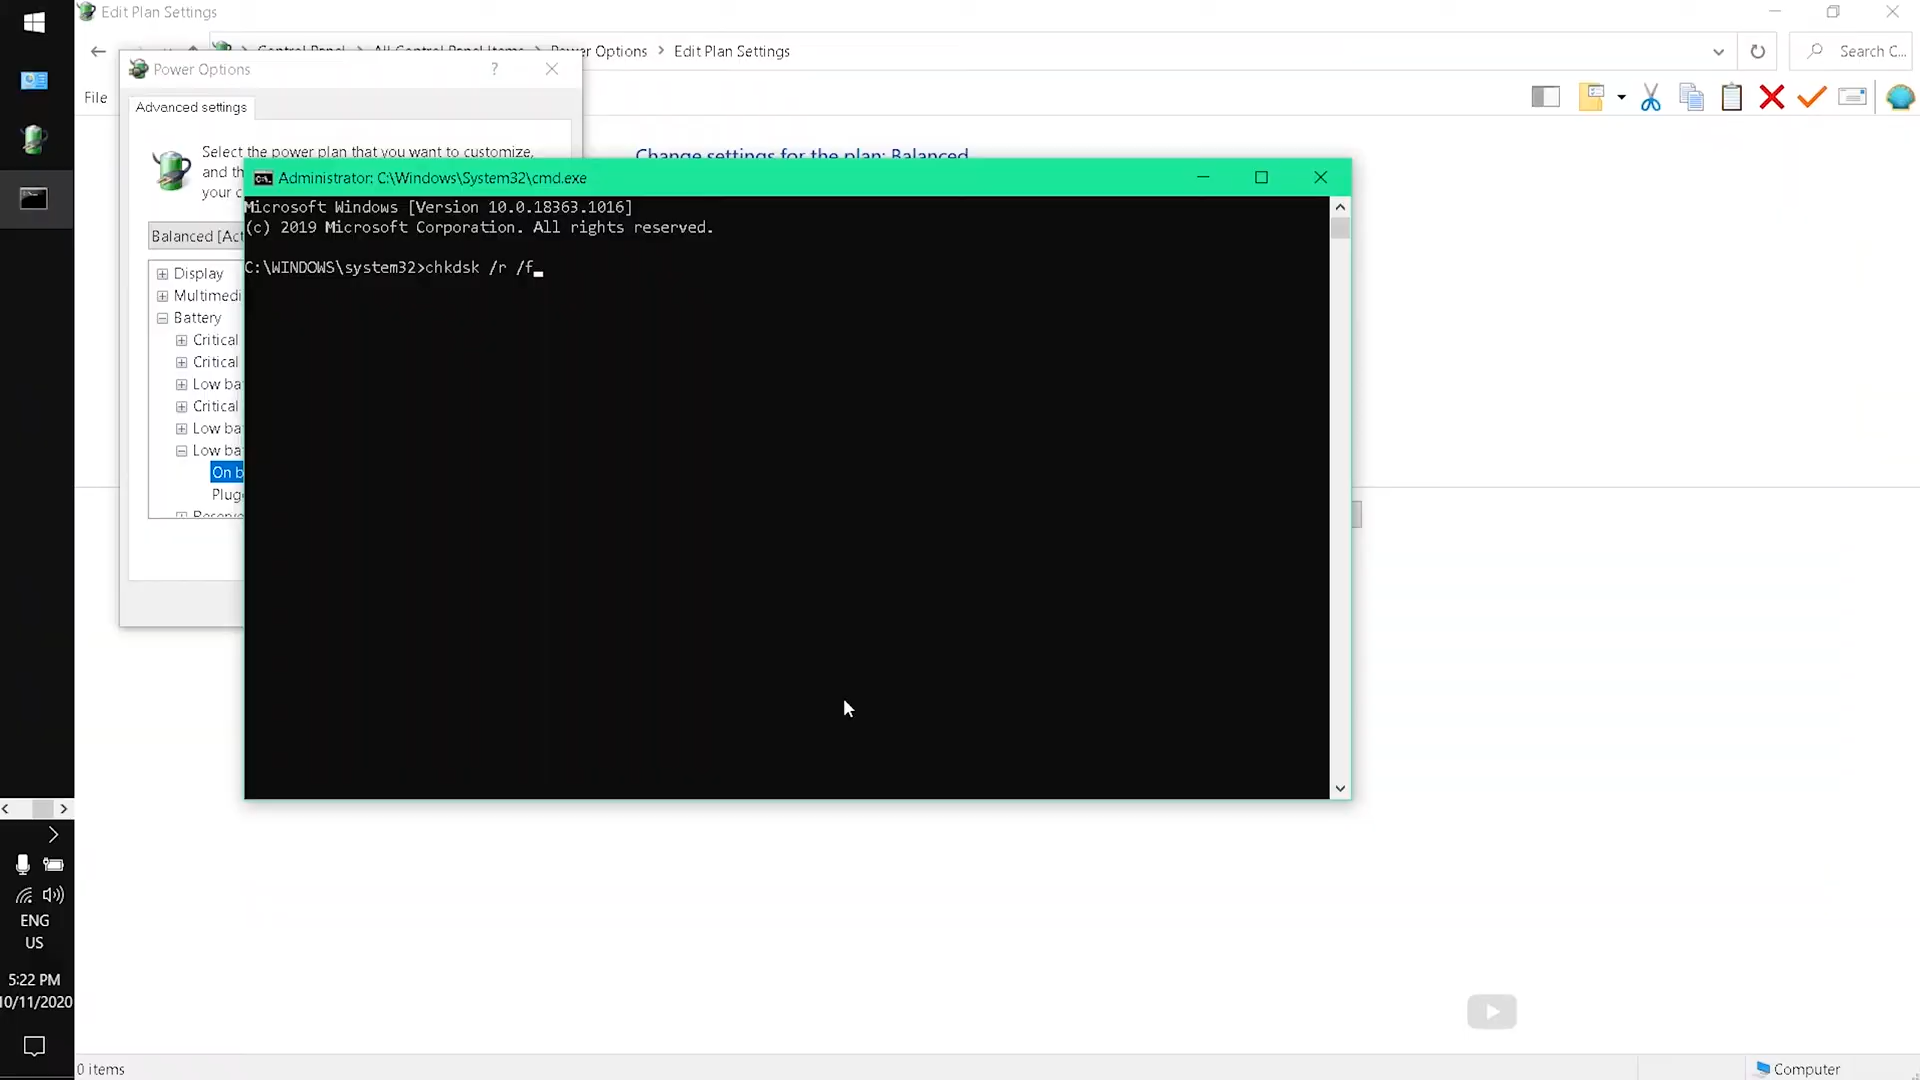 Edit Plan Settings
Power Options > Edit Plan Settings
Search C...
Power Options
?
File
Advanced settings
Select the power plan that you want to customize,
and th
your c
Change settings for the plan: Balanced
Balanced [Act
Display
Multimedi
Battery
Critical
Critical
Low ba
Critical
Low ba
Low ba
On b
Plug
Reserve
Administrator: C:\Windows\System32\cmd.exe
Microsoft Windows [Version 10.0.18363.1016]
(c) 2019 Microsoft Corporation. All rights reserved.
C:\WINDOWS\system32>chkdsk /r /f_
ENG
US
5:22 PM
10/11/2020
0 items
Computer